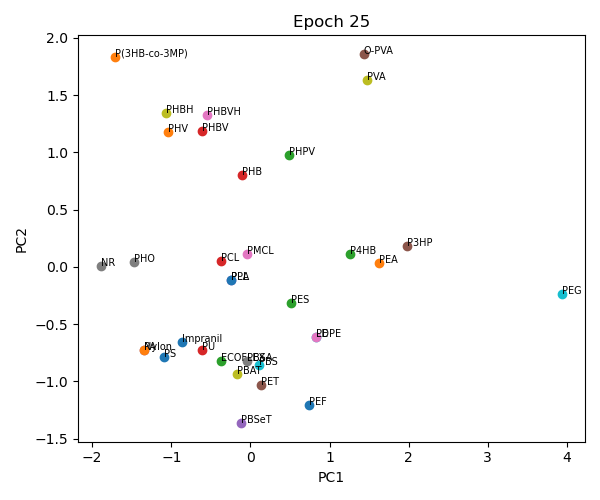 Epoch 25
PC2
2.0
1.5
1.0
0.5
0.0
−0.5
−1.0
−1.5
P(3HB-co-3MP)
O-PVA
PVA
PHBH
PHBVH
PHV
PHBV
PHPV
PHB
P3HP
PMCL
P4HB
PCL
PHO
NR
PEA
PLA
PEG
PES
LDPE
Impranil
Nylon
PU
PS
ECOFLEX
PBSA
PBS
PBAT
PET
PEF
PBSeT
−2
−1
0
1
2
3
4
PC1